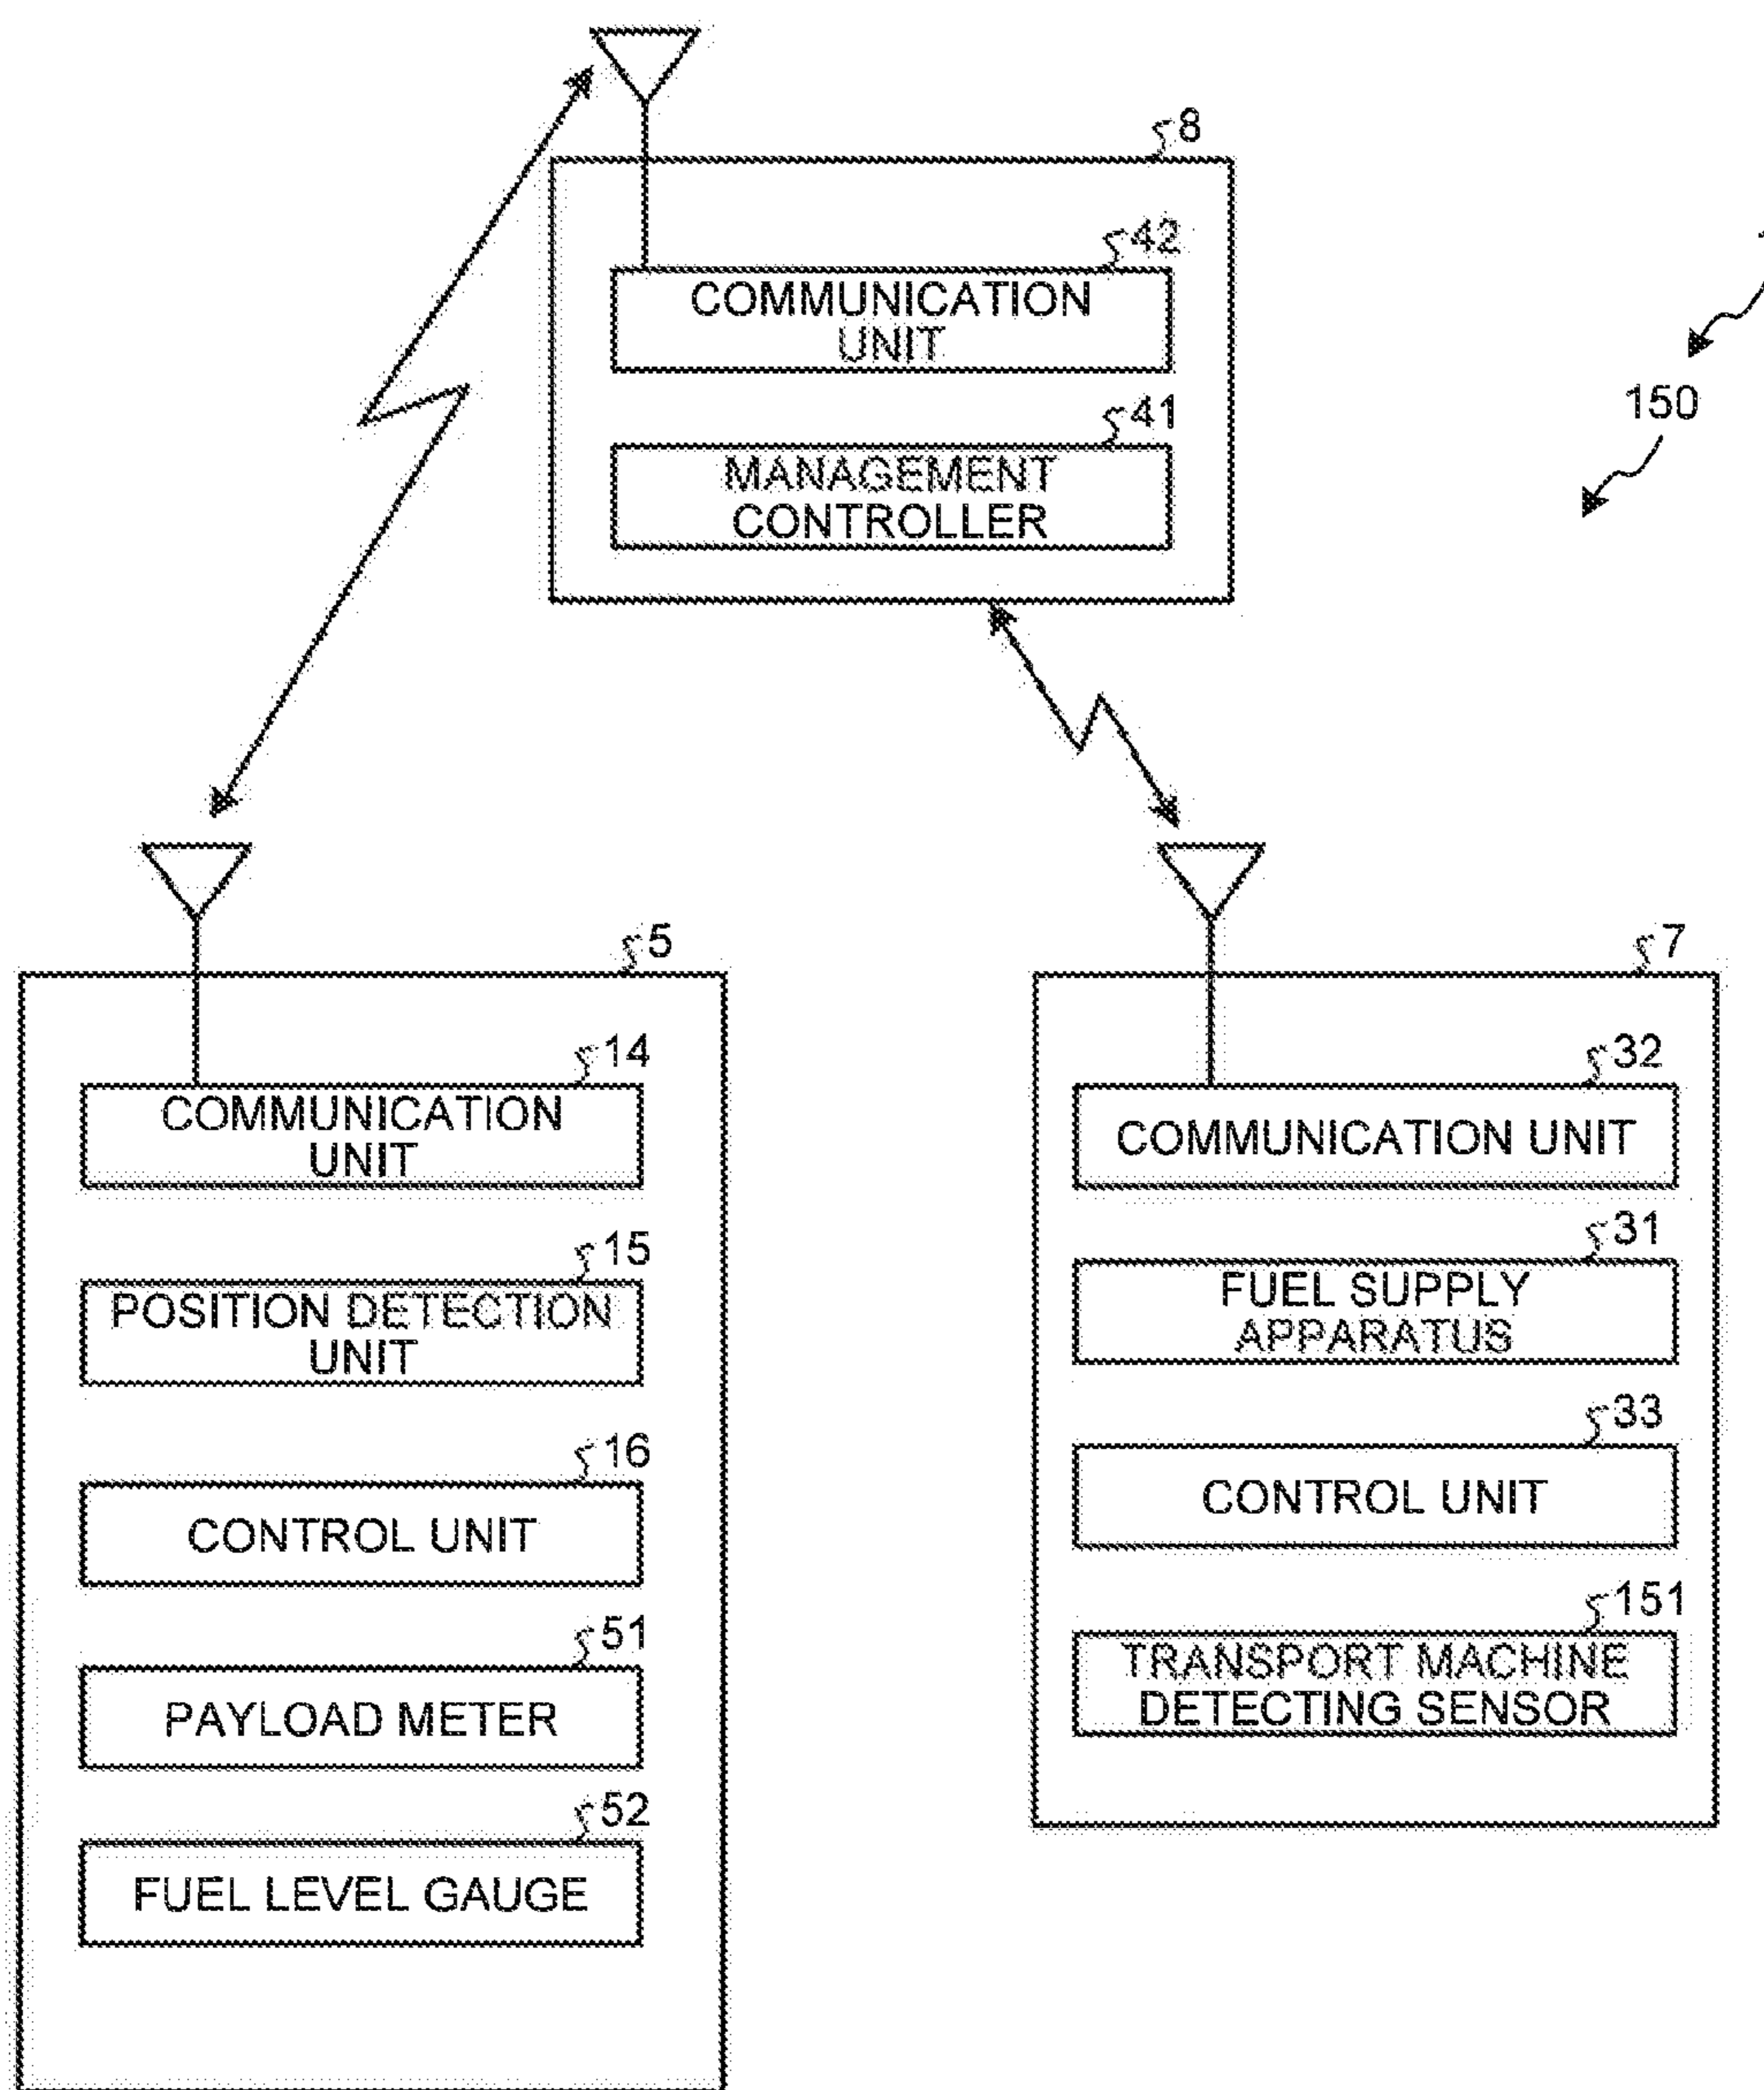 8
42
COMMUNICATION
UNIT
41
MANAGEMENT
CONTROLLER
150
5
14
COMMUNICATION
UNIT
15
POSITION DETECTION
UNIT
16
CONTROL UNIT
51
PAYLOAD METER
52
FUEL LEVEL GAUGE
7
32
COMMUNICATION UNIT
31
FUEL SUPPLY
APPARATUS
33
CONTROL UNIT
151
TRANSPORT MACHINE
DETECTING SENSOR